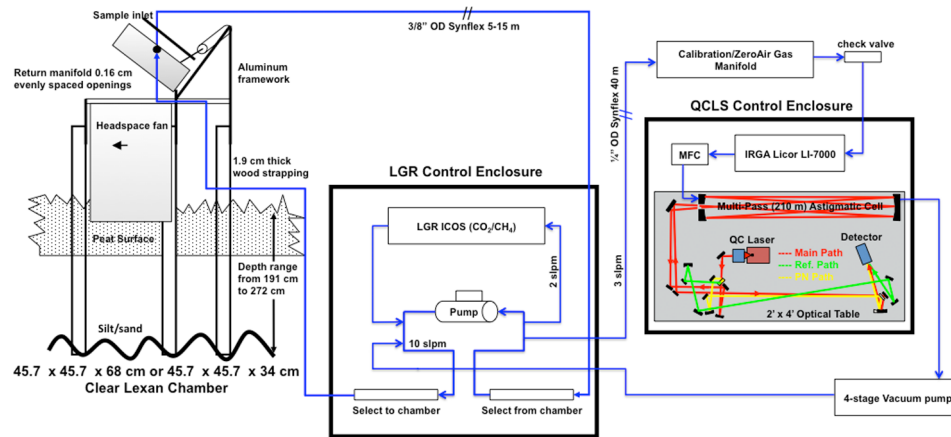 Sample inlet
3/8" OD Synflex 5-15 m
Return manifold 0.16 cm
evenly spaced openings
Aluminum
framework
Headspace fan
1.9 cm thick
wood strapping
Peat Surface
Depth range
from 191 cm
to 272 cm
Silt/sand
45.7 x 45.7 x 68 cm or 45.7 x 45.7 x 34 cm
Clear Lexan Chamber
LGR Control Enclosure
LGR ICOS (CO₂/CH₄)
2 slpm
Pump
10 slpm
Select to chamber
Select from chamber
¼" OD Synflex 40 m
3 slpm
Calibration/ZeroAir Gas
Manifold
check valve
QCLS Control Enclosure
MFC
IRGA Licor LI-7000
Multi-Pass (210 m) Astigmatic Cell
QC Laser
Detector
---- Main Path
---- Ref. Path
---- PN Path
2' x 4' Optical Table
4-stage Vacuum pump